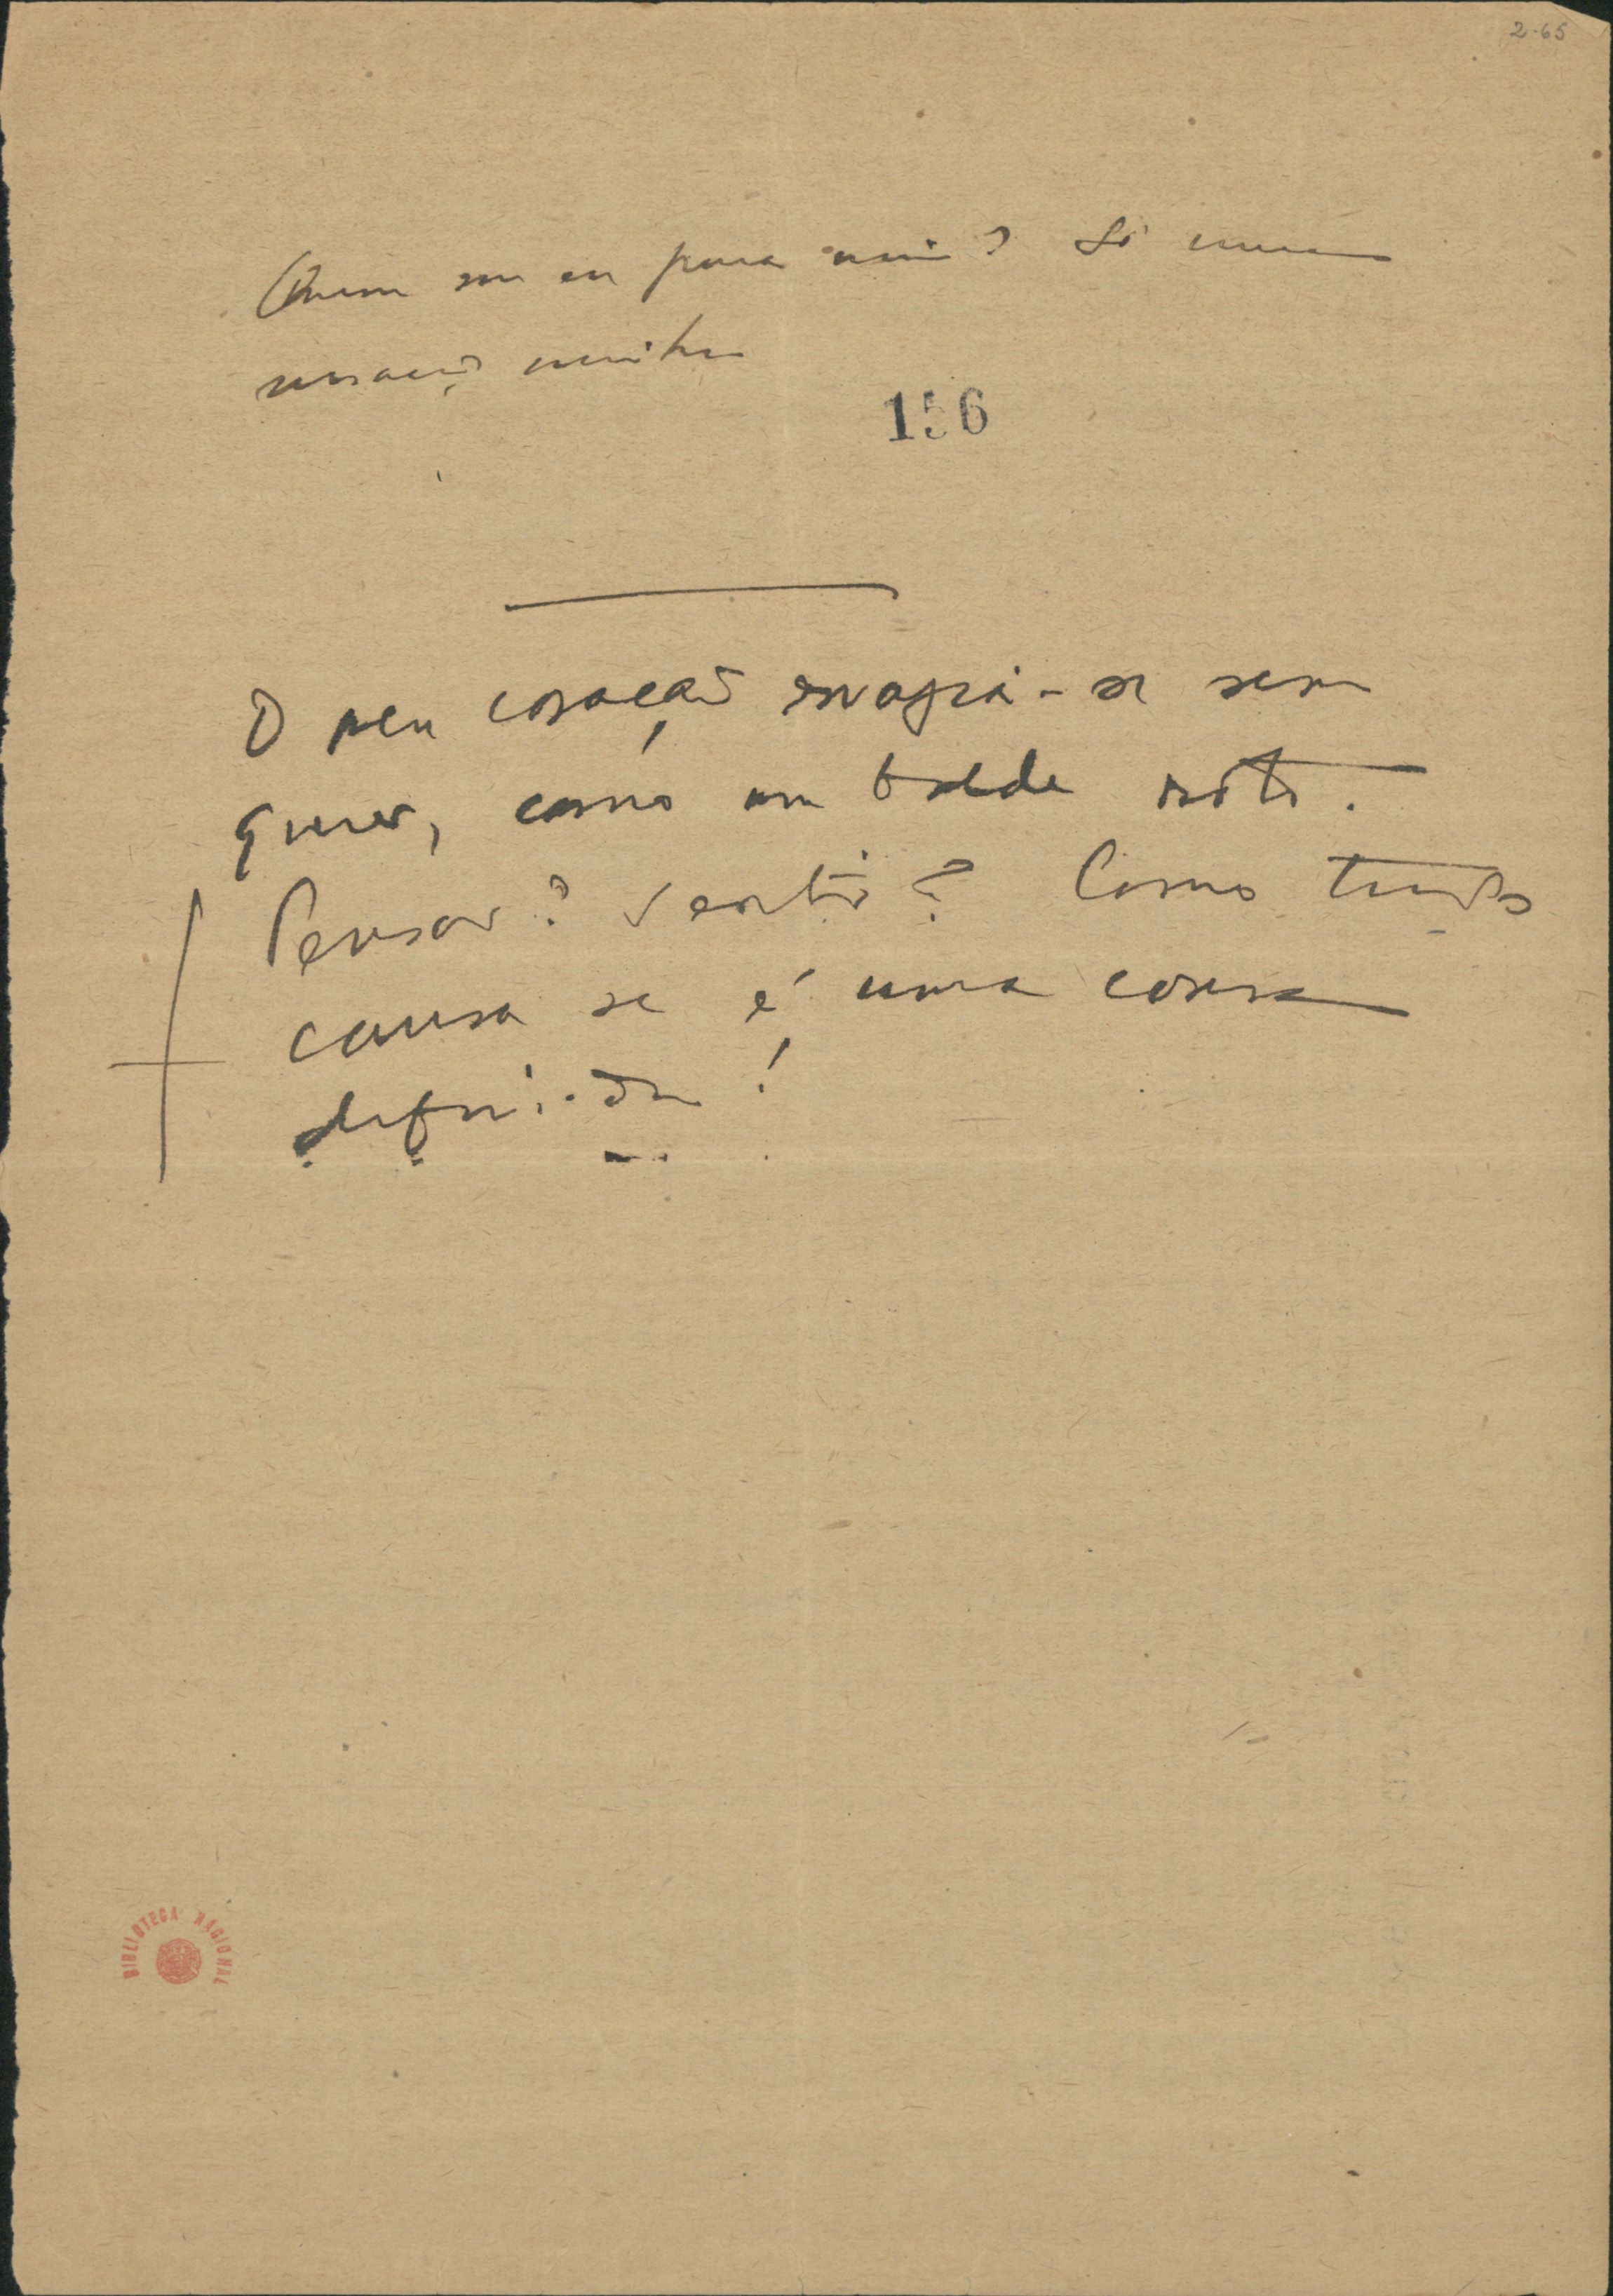 2-65
Quem sou eu para mim? Só uma
sensação minha
156
O meu coração esvazia-se sem
querer, como um balde roto.
Pensar? Sentir? Como tudo
cansa se é uma coisa
definida!
BIBLIOTECA NACIONAL